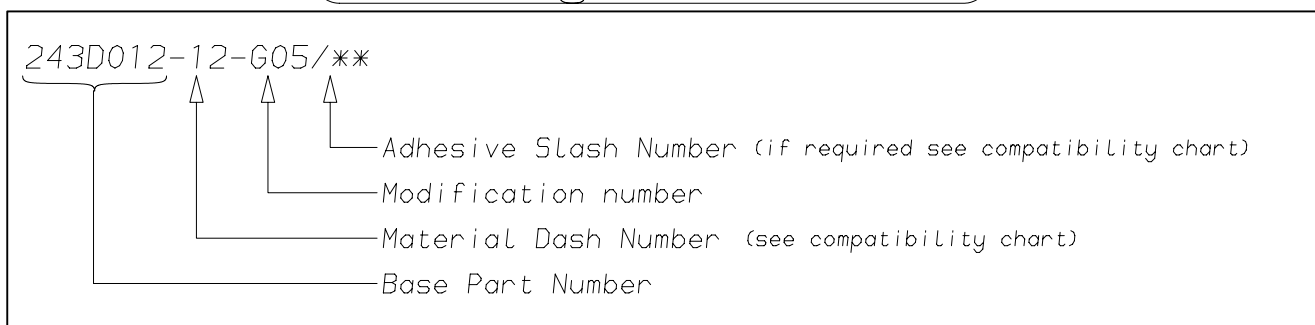 243D012-12-G05/**
Adhesive Slash Number (if required see compatibility chart)
Modification number
Material Dash Number (see compatibility chart)
Base Part Number